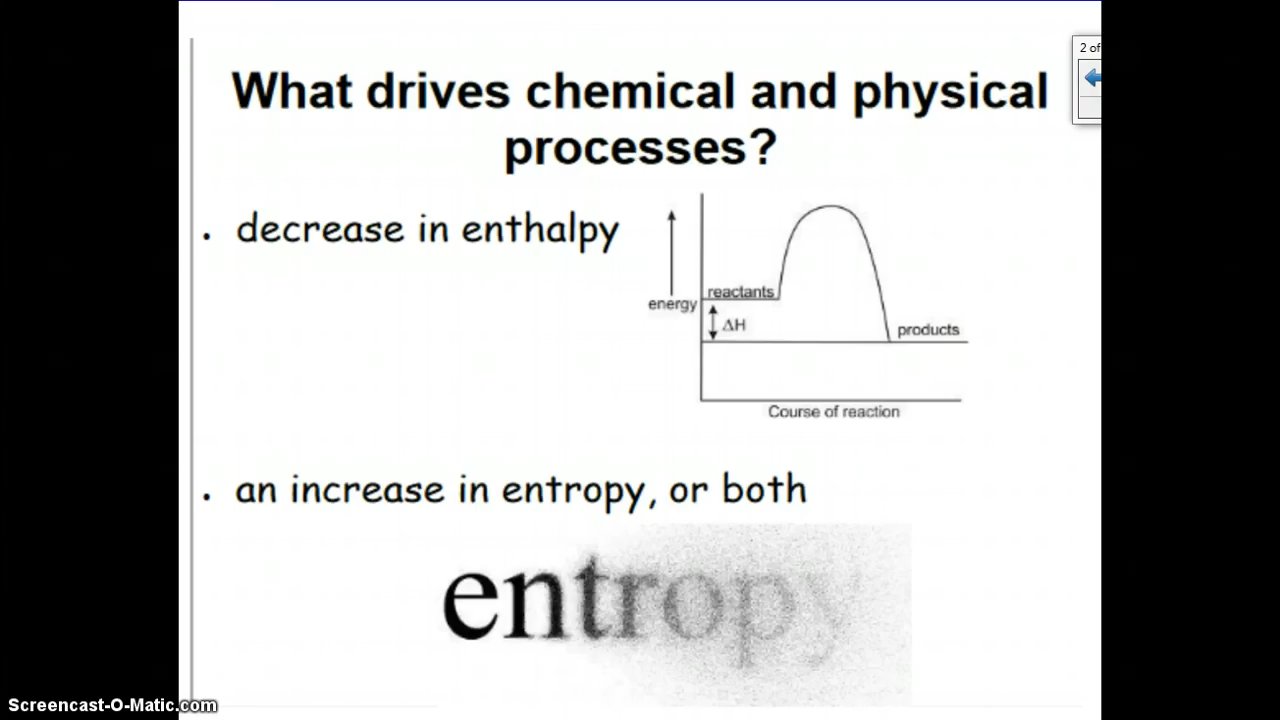 2 of
What drives chemical and physical
processes?
. decrease in enthalpy
energy
reactants
ΔH
products
Course of reaction
. an increase in entropy, or both
entropy
Screencast-O-Matic.com